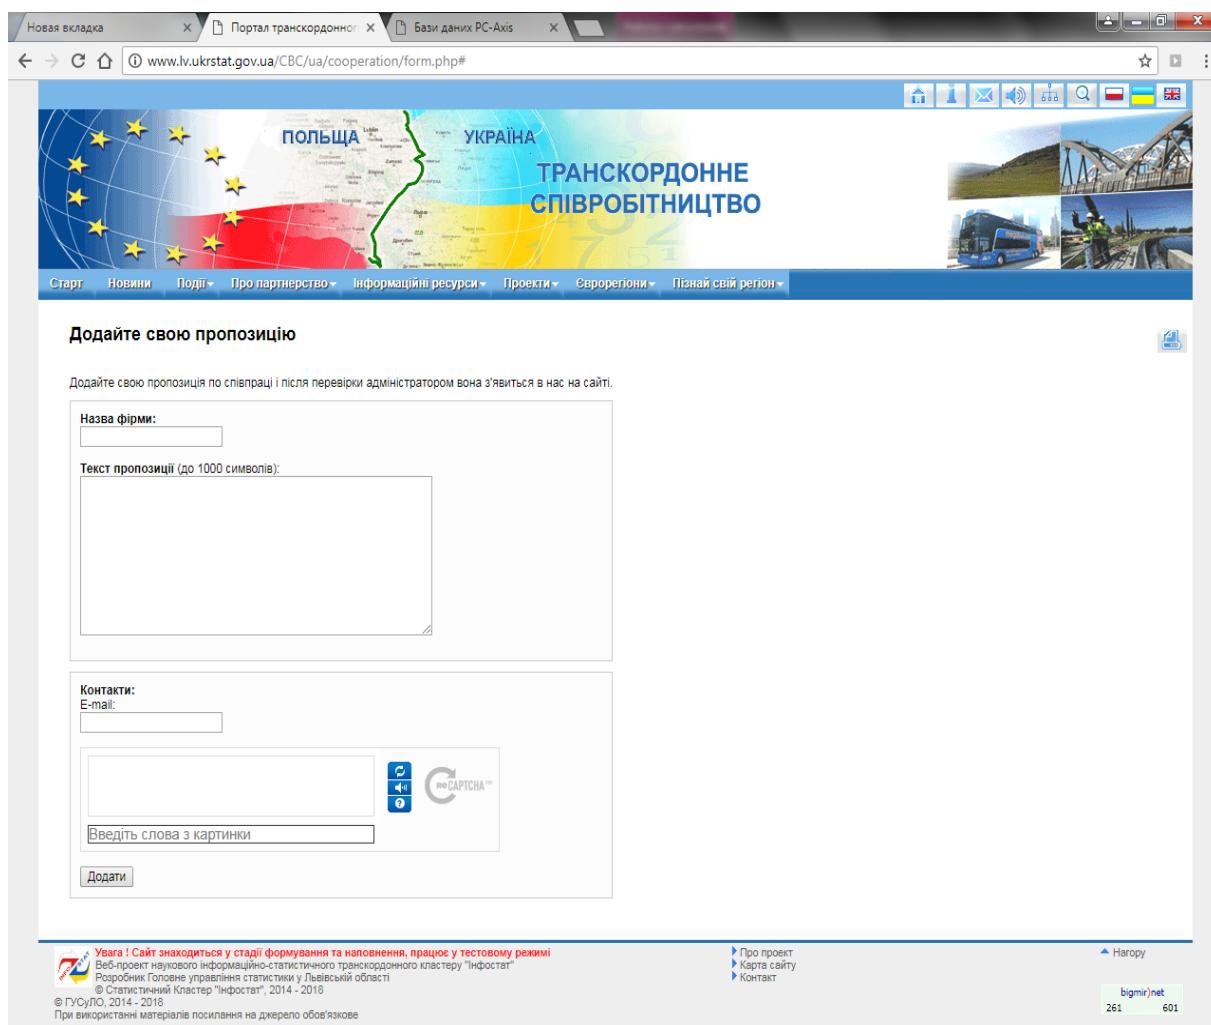 Новая вкладка
Портал транскордонног
Бази даних PC-Axis
www.lv.ukrstat.gov.ua/CBC/ua/cooperation/form.php#
ПОЛЬЩА
УКРАЇНА
ТРАНСКОРДОННЕ
СПІВРОБІТНИЦТВО
Старт Новини Події Про партнерство Інформаційні ресурси Проекти Єврорегіони Пізнай свій регіон
Додайте свою пропозицію
Додайте свою пропозиція по співпраці і після перевірки адміністратором вона з'явиться в нас на сайті.
Назва фірми:
Текст пропозиції (до 1000 символів):
Контакти:
E-mail:
reCAPTCHA™
Введіть слова з картинки
Додати
Увага ! Сайт знаходиться у стадії формування та наповнення, працює у тестовому режимі
Веб-проект наукового інформаційно-статистичного транскордонного кластеру "Інфостат"
Розробник Головне управління статистики у Львівській області
© Статистичний Кластер "Інфостат", 2014 - 2018
© ГУСуЛО, 2014 - 2018
При використанні матеріалів посилання на джерело обов'язкове
Про проект
Карта сайту
Контакт
Нагору
bigmir)net
261 601